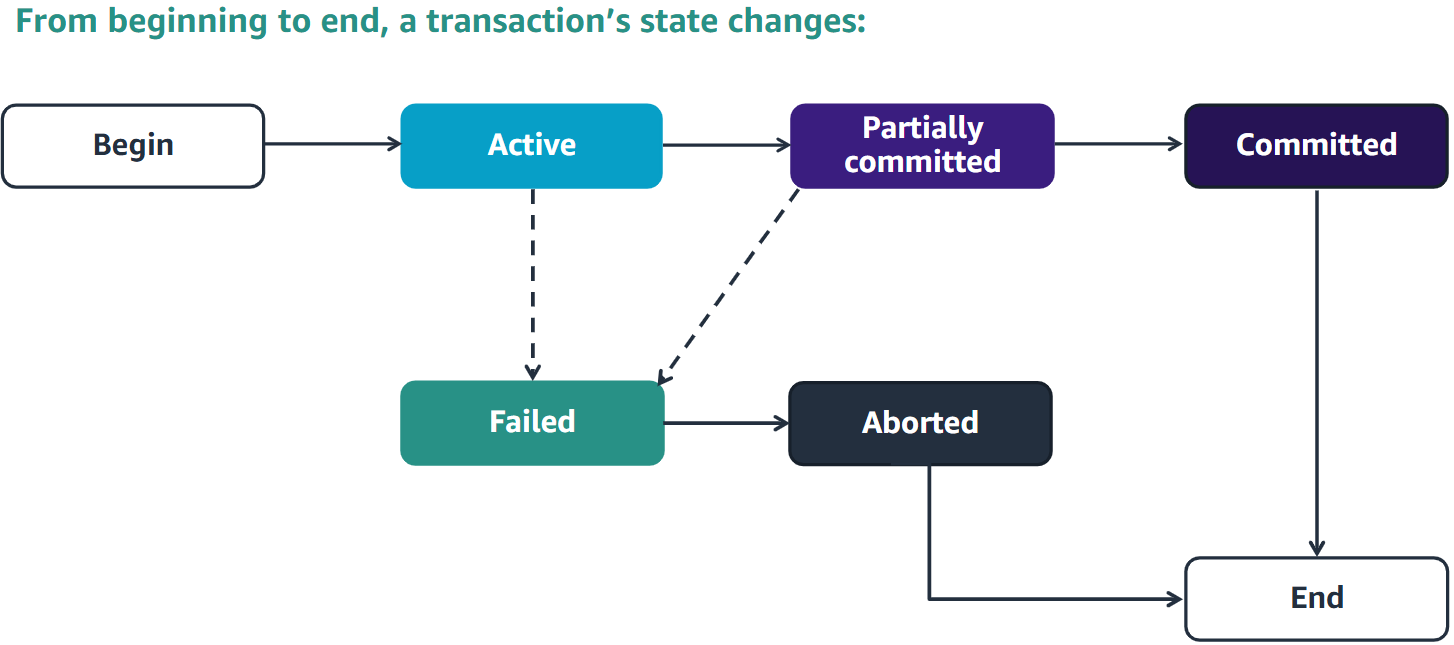 From beginning to end, a transaction’s state changes:
Begin
Active
Partially
committed
Committed
Failed
Aborted
End